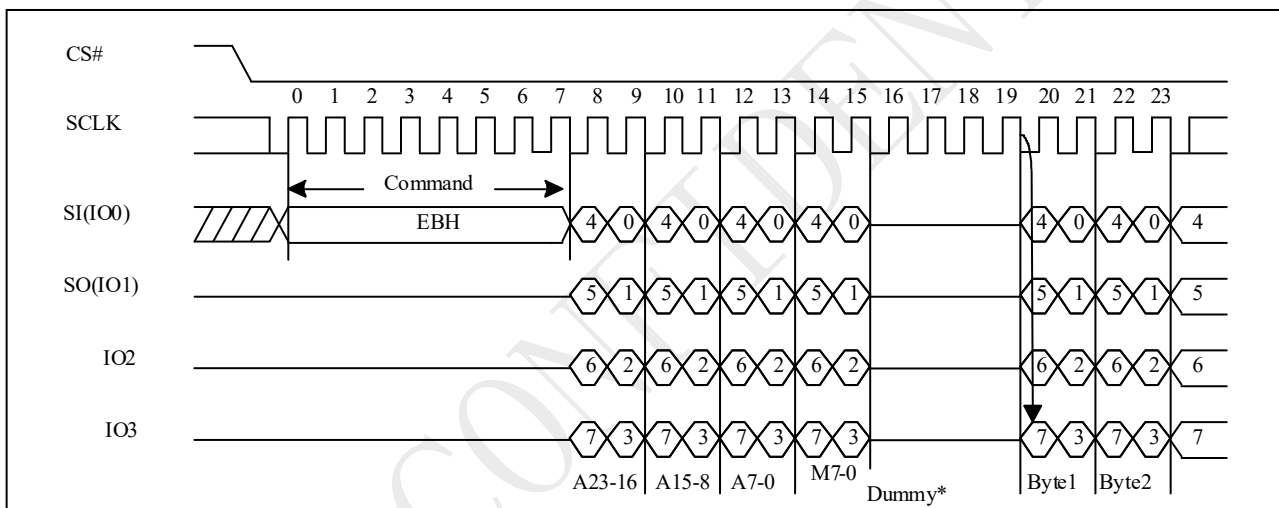 CS#
0 1 2 3 4 5 6 7 8 9 10 11 12 13 14 15 16 17 18 19 20 21 22 23
SCLK
Command
SI(IO0) EBH 4 0 4 0 4 0 4 0 4 0 4 0 4
SO(IO1) 5 1 5 1 5 1 5 1 5 1 5 1 5
IO2 6 2 6 2 6 2 6 2 6 2 6 2 6
IO3 7 3 7 3 7 3 7 3 7 3 7 3 7
A23-16 A15-8 A7-0 M7-0 Dummy* Byte1 Byte2
CONFIDEN